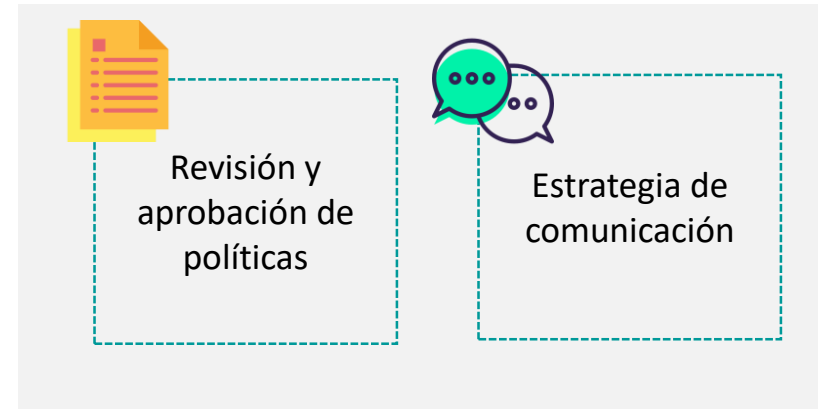 Revisión y
aprobación de
políticas
Estrategia de
comunicación